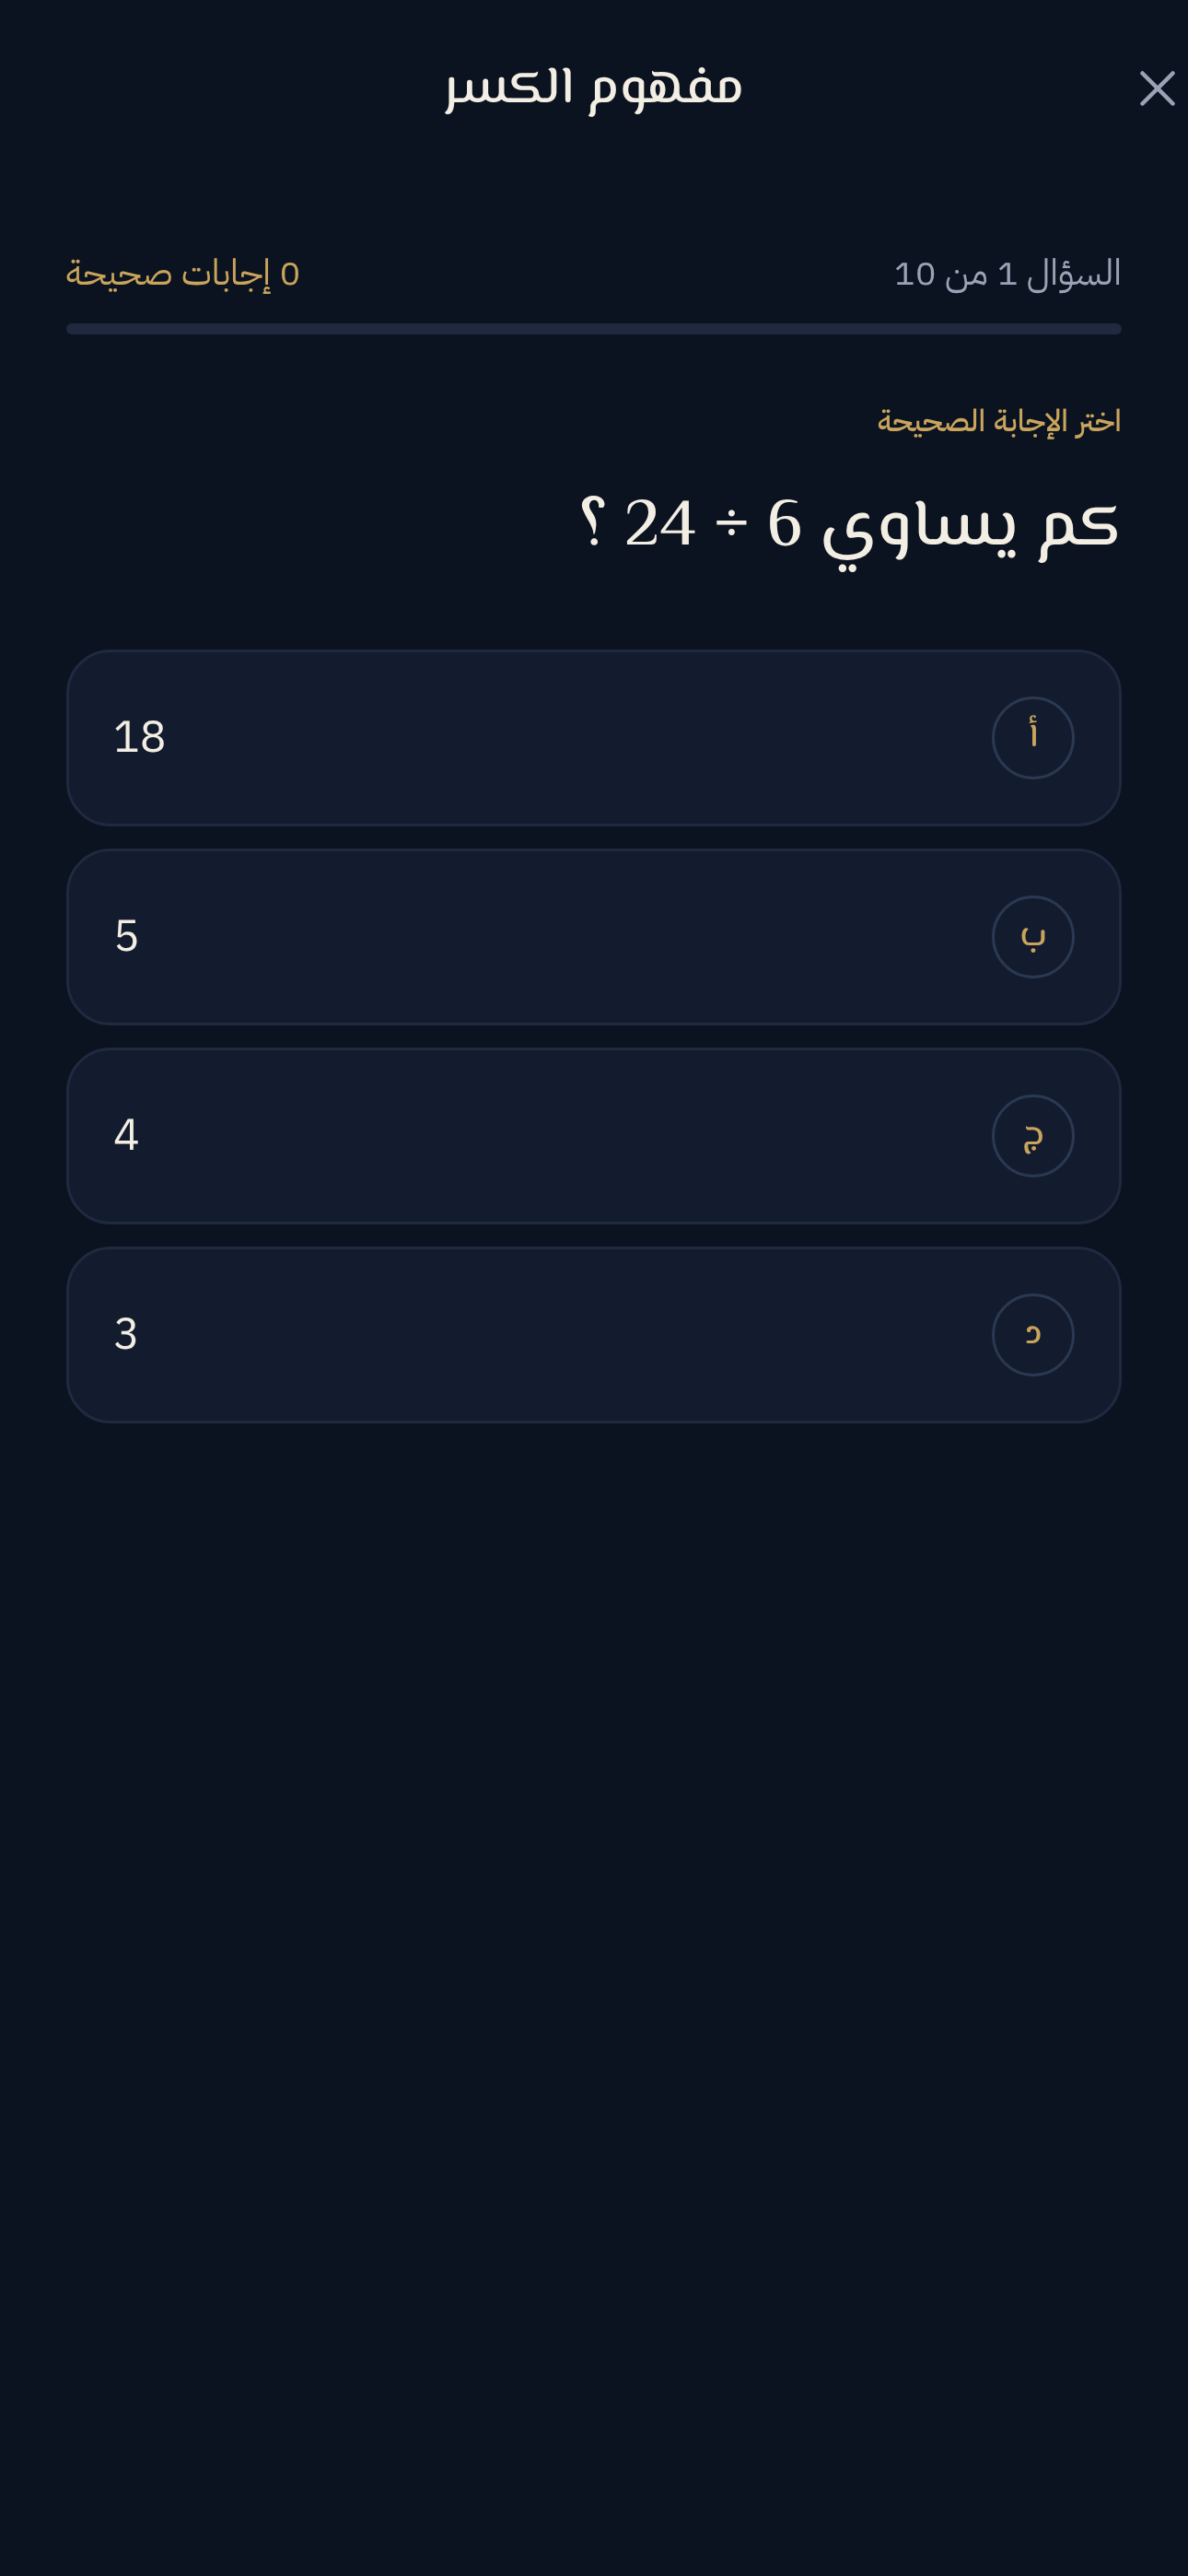 مفهوم الكسر
السؤال 1 من 10
0 إجابات صحيحة
اختر الإجابة الصحيحة
كم يساوي 24 ÷ 6 ؟
أ 18
ب 5
ج 4
د 3